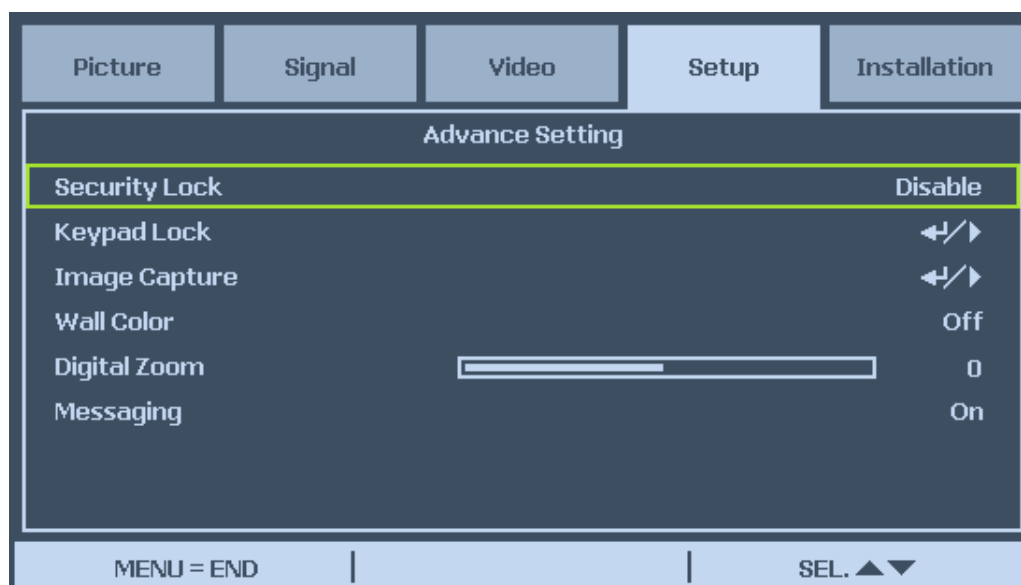 Picture Signal Video Setup Installation
Advance Setting
Security Lock Disable
Keypad Lock
Image Capture
Wall Color Off
Digital Zoom 0
Messaging On
MENU = END SEL.